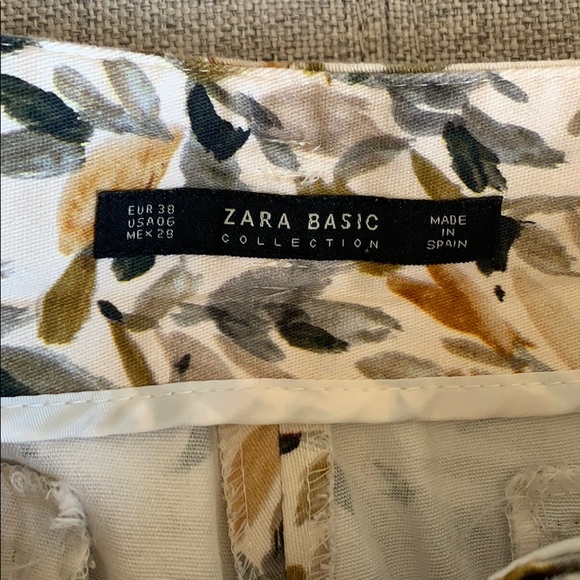 EUR 38
USA 06
MEX 28
ZARA BASIC
COLLECTION
MADE
IN
SPAIN